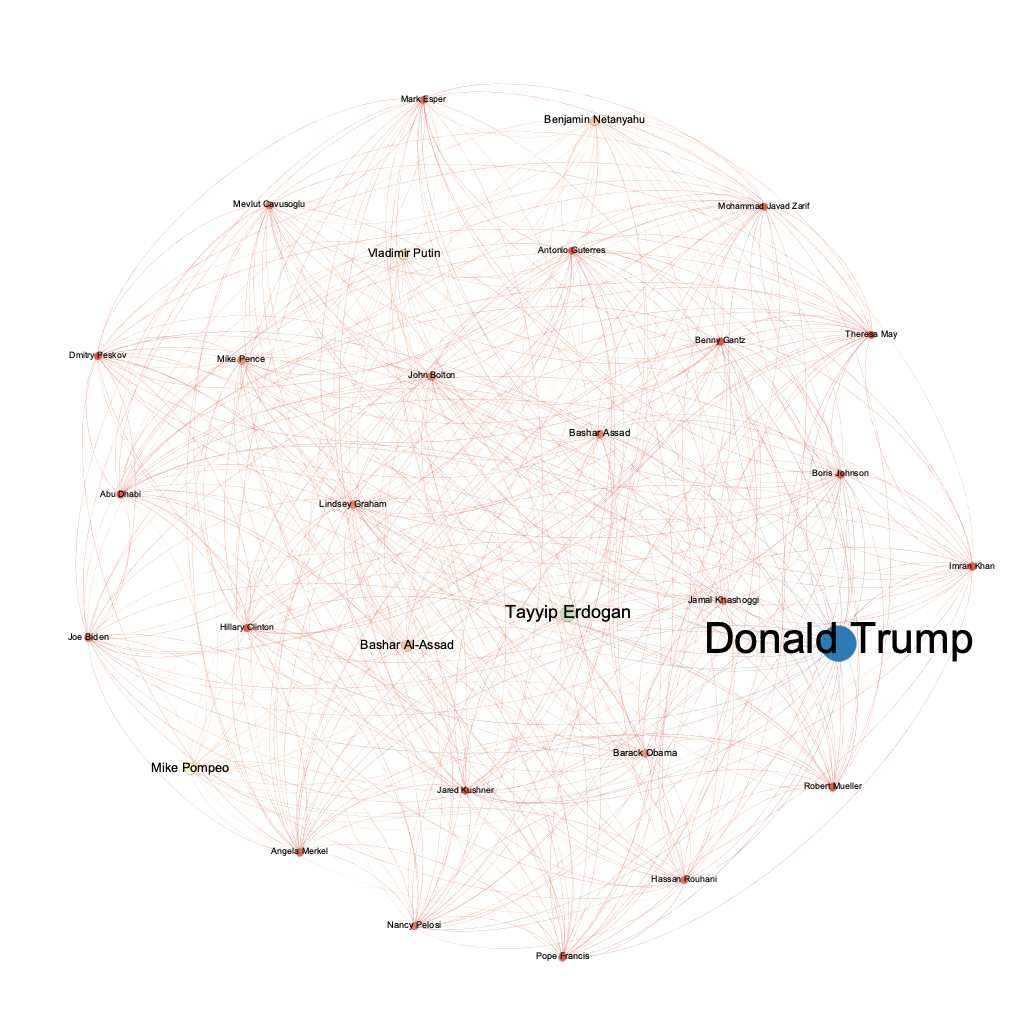 Mark Esper
Benjamin Netanyahu
Mevlut Cavusoglu
Mohammad Javad Zarif
Vladimir Putin
Antonio Guterres
Theresa May
Benny Gantz
Dmitry Peskov
Mike Pence
John Bolton
Bashar Assad
Boris Johnson
Abu Dhabi
Lindsey Graham
Imran Khan
Jamal Khashoggi
Tayyip Erdogan
Hillary Clinton
Joe Biden
Donald Trump
Bashar Al-Assad
Barack Obama
Mike Pompeo
Robert Mueller
Jared Kushner
Angela Merkel
Hassan Rouhani
Nancy Pelosi
Pope Francis